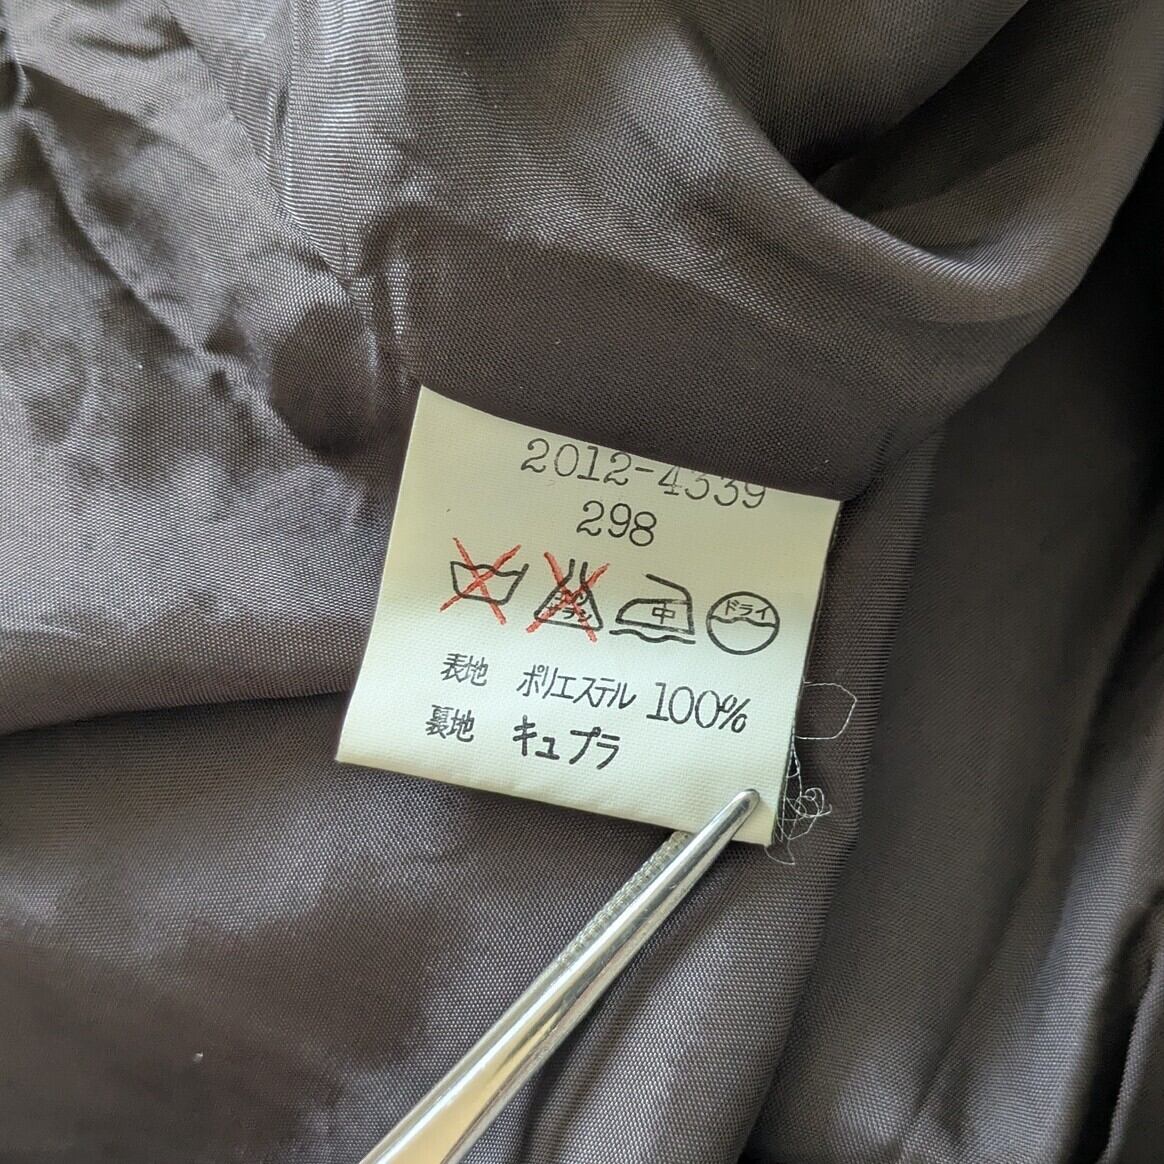 2012-4339
298
中 ドライ
表地 ポリエステル 100%
裏地 キュプラ